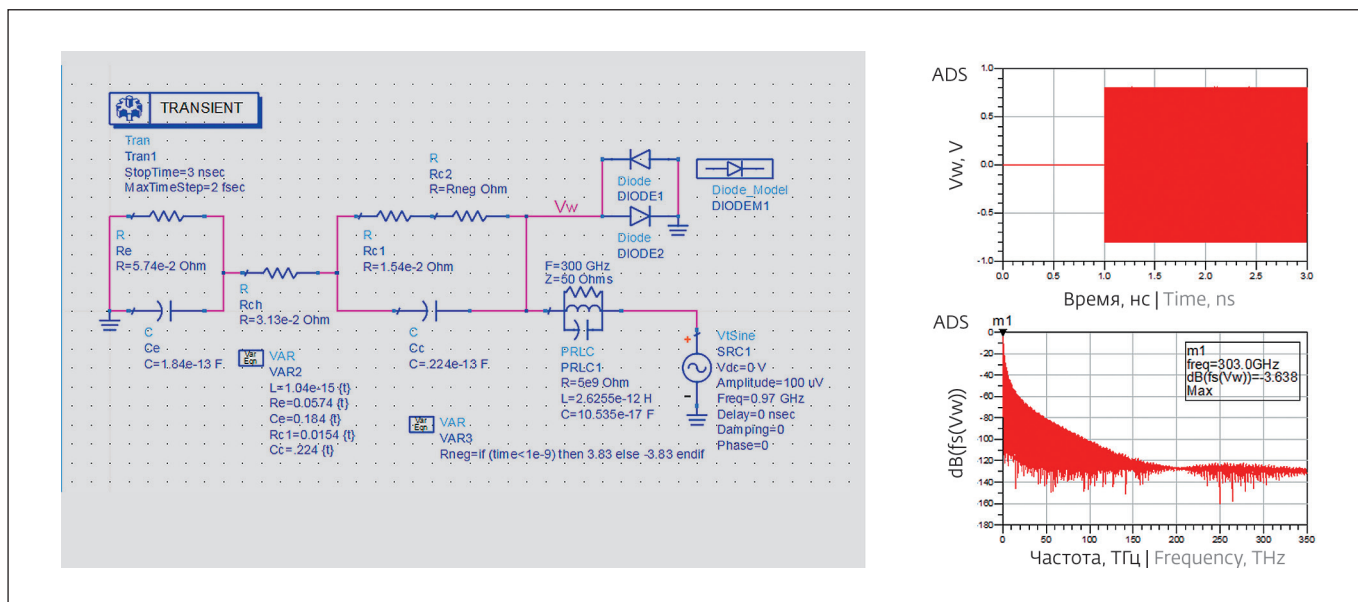 TRANSIENT
Tran
Tran1
StopTime=3 nsec
MaxTimeStep=2 fsec
R
Re
R=5.74e-2 Ohm
C
Ce
C=1.84e-13 F.
R
Rch
R=3.13e-2 Ohm
Var
Eqn
VAR
VAR2
L=1.04e-15 {t}
Re=0.0574 {t}
Ce=0.184 {t}
Rc1=0.0154 {t}
Cc=.224 {t}
R
Rc2
R=Rneg Ohm
R
Rc1
R=1.54e-2 Ohm
C
Cc
C=.224e-13 F.
Var
Eqn
VAR
VAR3
Rneg=if (time<1e-9) then 3.83 else -3.83 endif
Vw
Diode
DIODE1
Diode
DIODE2
Diode_Model
DIODEM1
F=300 GHz
Z=50 Ohms
PRLC
PRLC1
R=5e9 Ohm
L=2.6255e-12 H
C=10.535e-17 F
+
-
VtSine
SRC1
Vdc=0 V
Amplitude=100 uV
Freq=0.97 GHz
Delay=0 nsec
Damping=0
Phase=0
ADS
Vw, V
1.0
0.5
0.0
-0.5
-1.0
0.0 0.5 1.0 1.5 2.0 2.5 3.0
Время, нс | Time, ns
ADS
m1
dB(fs(Vw))
0
-20
-40
-60
-80
-100
-120
-140
-160
-180
m1
freq=303.0GHz
dB(fs(Vw))=-3.638
Max
0 50 100 150 200 250 300 350
Частота, ТГц | Frequency, THz